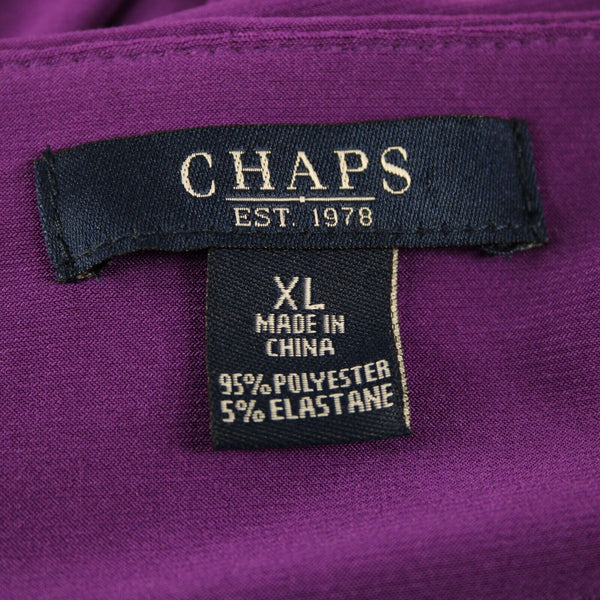 CHAPS
EST. 1978
XL
MADE IN
CHINA
95% POLYESTER
5% ELASTANE